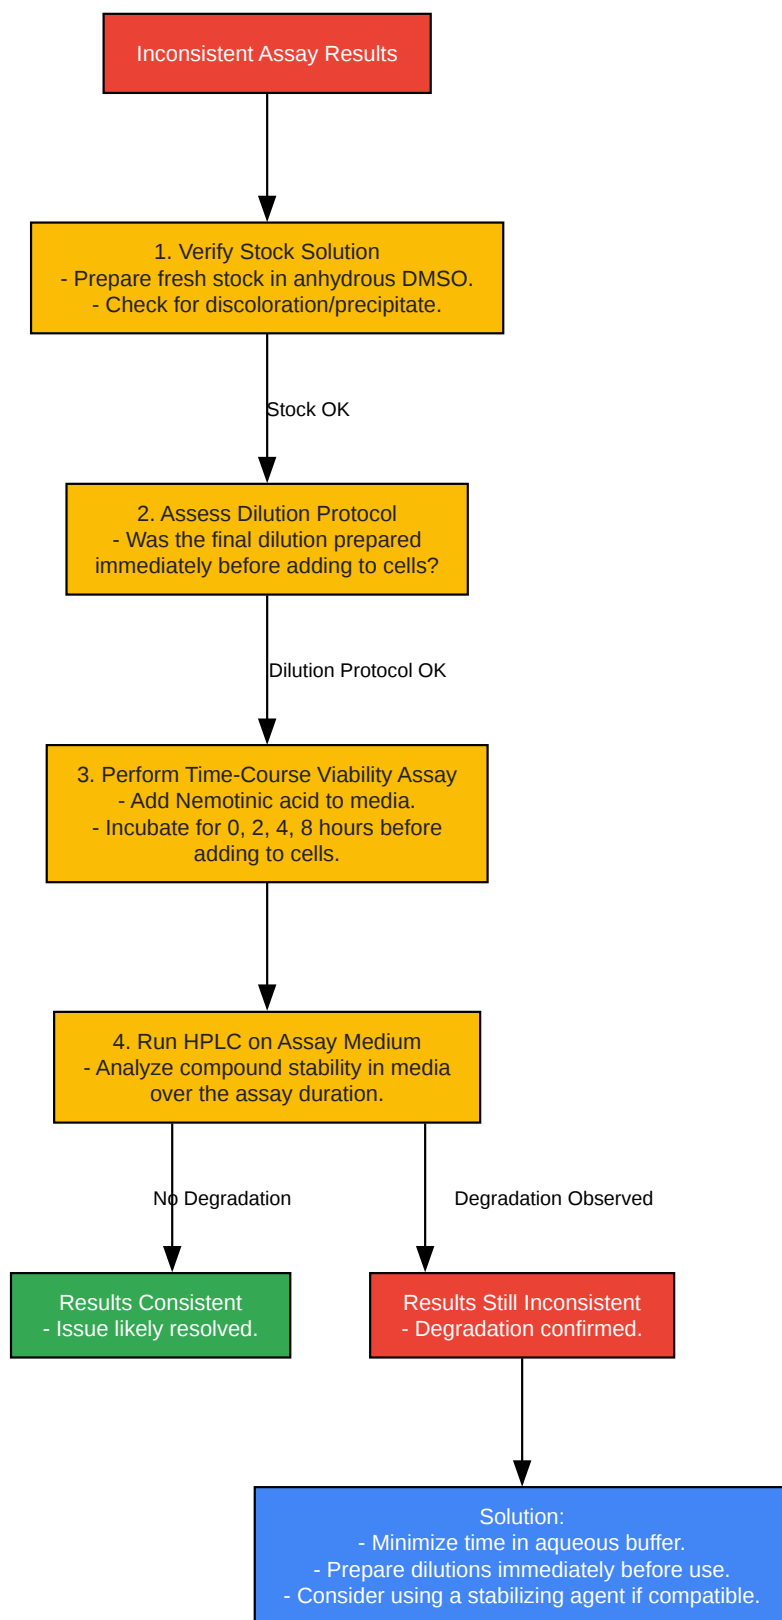 Inconsistent Assay Results
1. Verify Stock Solution
- Prepare fresh stock in anhydrous DMSO.
- Check for discoloration/precipitate.
Stock OK
2. Assess Dilution Protocol
- Was the final dilution prepared
immediately before adding to cells?
Dilution Protocol OK
3. Perform Time-Course Viability Assay
- Add Nemotinic acid to media.
- Incubate for 0, 2, 4, 8 hours before
adding to cells.
4. Run HPLC on Assay Medium
- Analyze compound stability in media
over the assay duration.
No Degradation
Degradation Observed
Results Consistent
- Issue likely resolved.
Results Still Inconsistent
- Degradation confirmed.
Solution:
- Minimize time in aqueous buffer.
- Prepare dilutions immediately before use.
- Consider using a stabilizing agent if compatible.